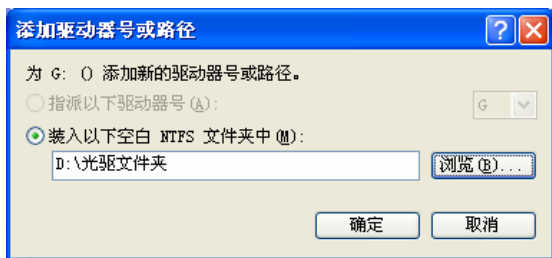 添加驱动器号或路径
为 G: () 添加新的驱动器号或路径。
指派以下驱动器号(A):
G
装入以下空白 NTFS 文件夹中(M):
D:\光驱文件夹
浏览(B)...
确定
取消